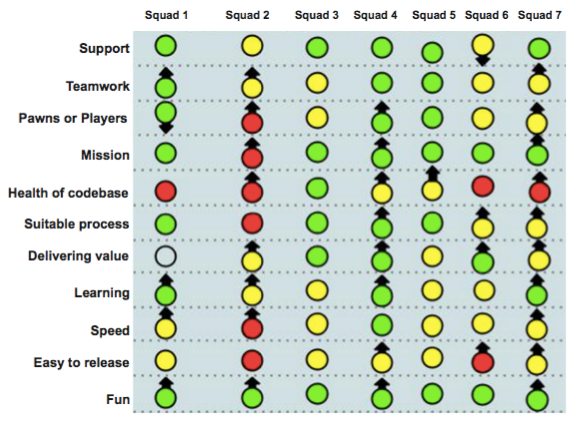 Squad 1 Squad 2 Squad 3 Squad 4 Squad 5 Squad 6 Squad 7
Support
Teamwork
Pawns or Players
Mission
Health of codebase
Suitable process
Delivering value
Learning
Speed
Easy to release
Fun